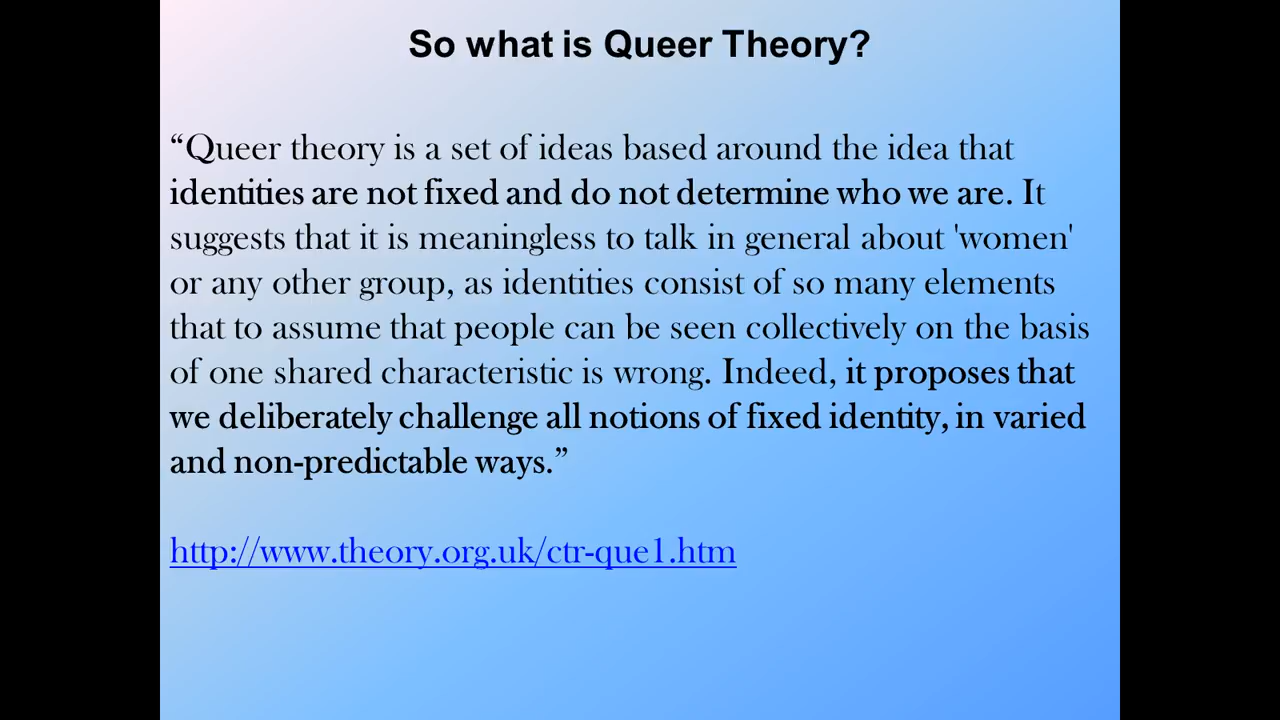 So what is Queer Theory?
“Queer theory is a set of ideas based around the idea that
identities are not fixed and do not determine who we are. It
suggests that it is meaningless to talk in general about 'women'
or any other group, as identities consist of so many elements
that to assume that people can be seen collectively on the basis
of one shared characteristic is wrong. Indeed, it proposes that
we deliberately challenge all notions of fixed identity, in varied
and non-predictable ways.”
http://www.theory.org.uk/ctr-que1.htm